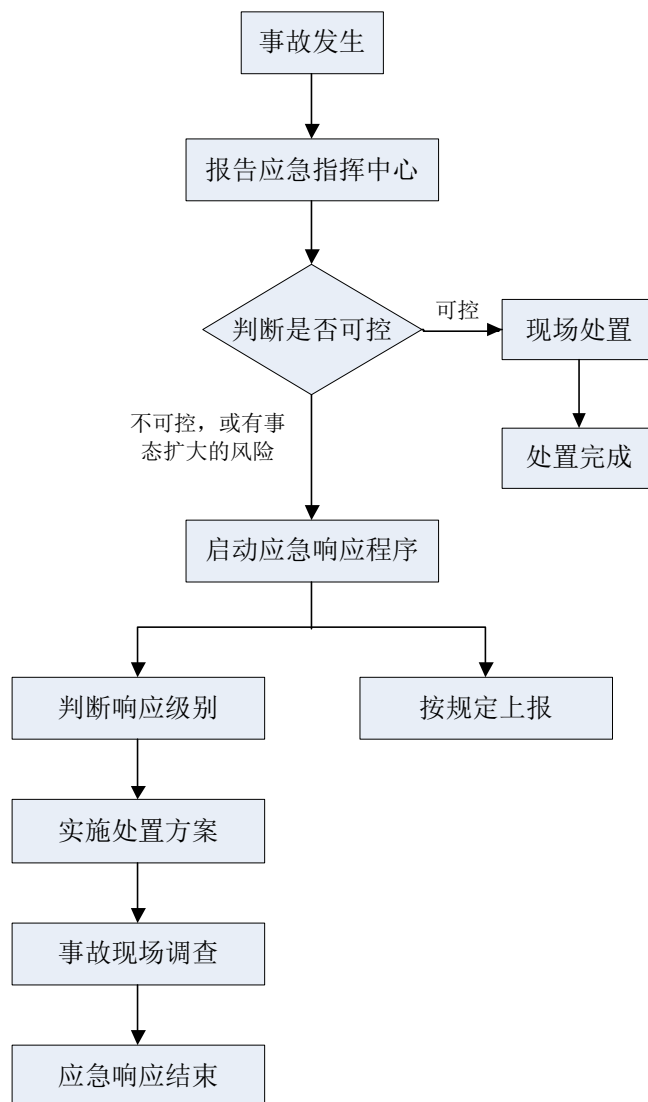 事故发生
报告应急指挥中心
判断是否可控
可控
现场处置
处置完成
不可控，或有事
态扩大的风险
启动应急响应程序
判断响应级别
按规定上报
实施处置方案
事故现场调查
应急响应结束